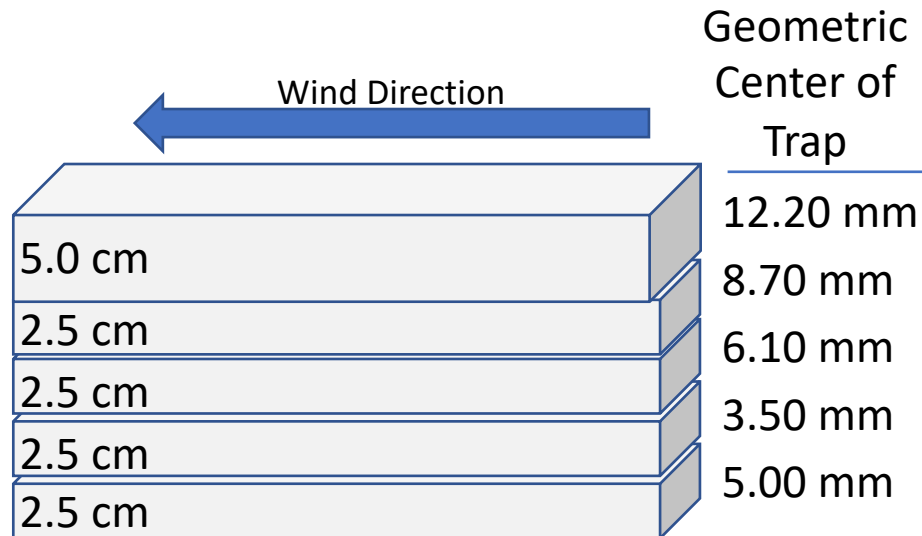 Geometric
Center of
Trap
Wind Direction
12.20 mm
5.0 cm
8.70 mm
2.5 cm
6.10 mm
2.5 cm
3.50 mm
2.5 cm
5.00 mm
2.5 cm